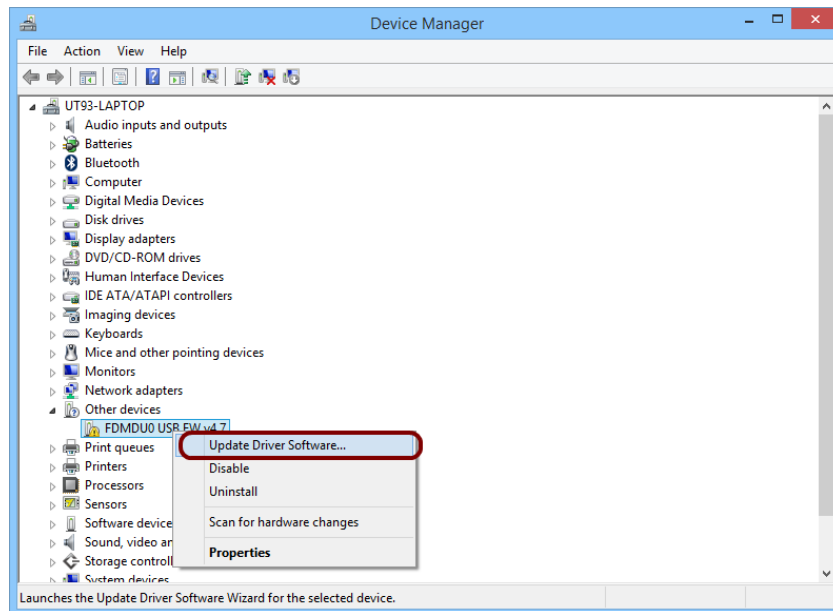 Device Manager
File Action View Help
UT93-LAPTOP
Audio inputs and outputs
Batteries
Bluetooth
Computer
Digital Media Devices
Disk drives
Display adapters
DVD/CD-ROM drives
Human Interface Devices
IDE ATA/ATAPI controllers
Imaging devices
Keyboards
Mice and other pointing devices
Monitors
Network adapters
Other devices
FDMDU0 USB FW v4.7
Update Driver Software...
Print queues
Disable
Printers
Processors
Uninstall
Sensors
Software device
Scan for hardware changes
Sound, video an
Properties
Storage controll
System devices
Launches the Update Driver Software Wizard for the selected device.